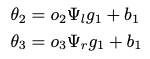 θ₂ = o₂Ψₗg₁ + b₁
θ₃ = o₃Ψᵣg₁ + b₁